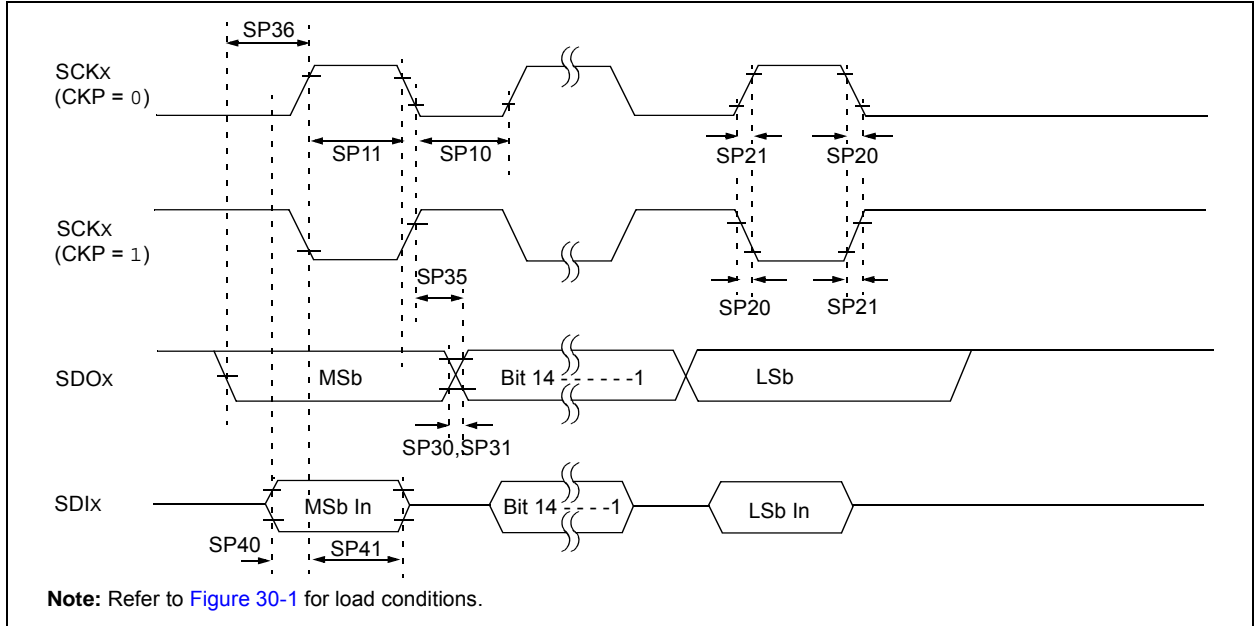 SP36
SCKx
(CKP = 0)
SP11
SP10
SP21
SP20
SCKx
(CKP = 1)
SP35
SP20
SP21
SDOx
MSb
Bit 14 - - - - - -1
LSb
SP30,SP31
SDIx
MSb In
Bit 14 - - - -1
LSb In
SP40
SP41
Note: Refer to Figure 30-1 for load conditions.